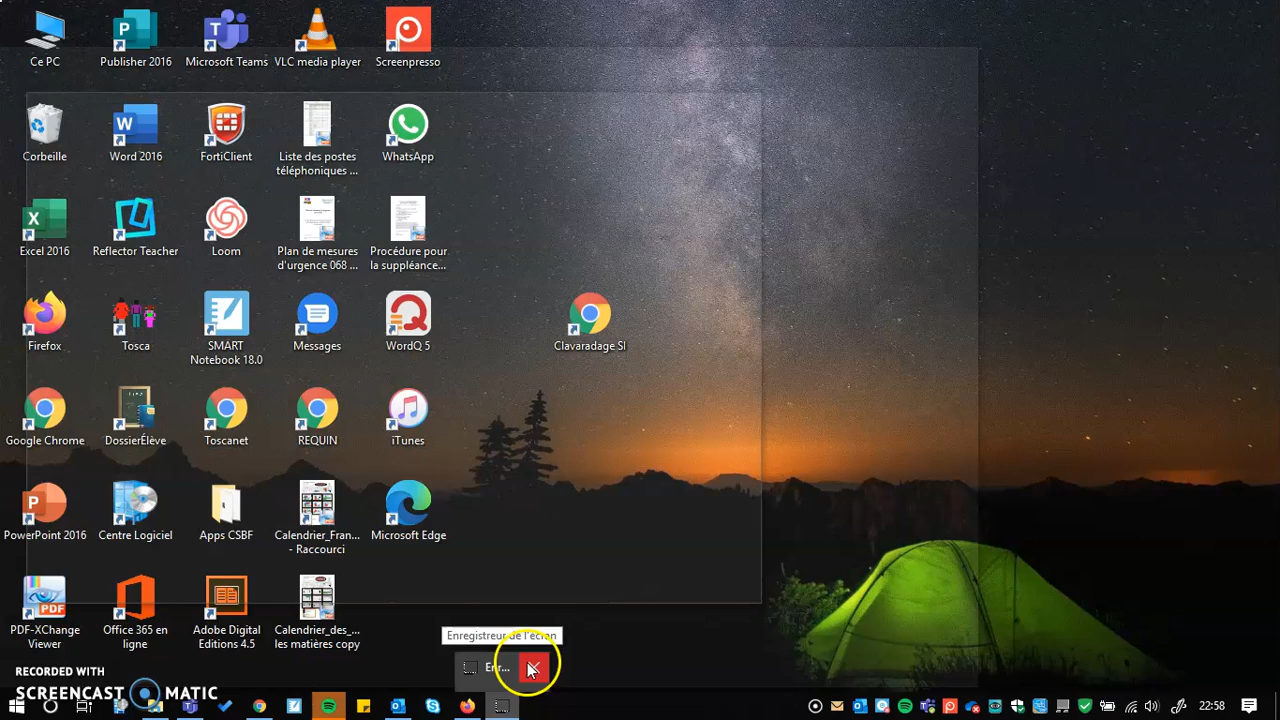 Ce PC
Publisher 2016
Microsoft Teams
VLC media player
Screenpresso
Corbeille
Word 2016
FortiClient
Liste des postes
téléphoniques ...
WhatsApp
Excel 2016
Reflector Teacher
Loom
Plan de mesures
d'urgence 068 ...
Procédure pour
la suppléance...
Firefox
Tosca
SMART
Notebook 18.0
Messages
WordQ 5
Clavaradage SI
Google Chrome
DossierÉlève
Toscanet
REQUIN
iTunes
PowerPoint 2016
Centre Logiciel
Apps CSBF
Calendrier_Fran...
- Raccourci
Microsoft Edge
PDF-XChange
Viewer
Office 365 en
ligne
Adobe Digital
Editions 4.5
Calendrier_des_...
les matières copy
Enregistreur de l'écran
Enr...
RECORDED WITH
SCREENCAST MATIC
22:58